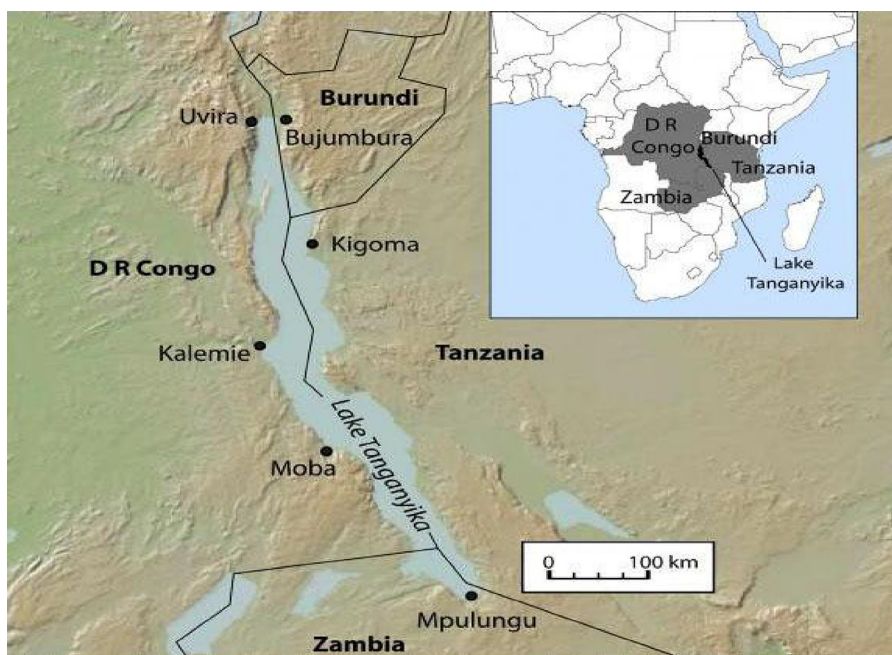 Burundi
Uvira
Bujumbura
Kigoma
D R Congo
Kalemie
Tanzania
Lake Tanganyika
Moba
0 100 km
Mpulungu
Zambia
D R
Congo
Burundi
Tanzania
Zambia
Lake
Tanganyika